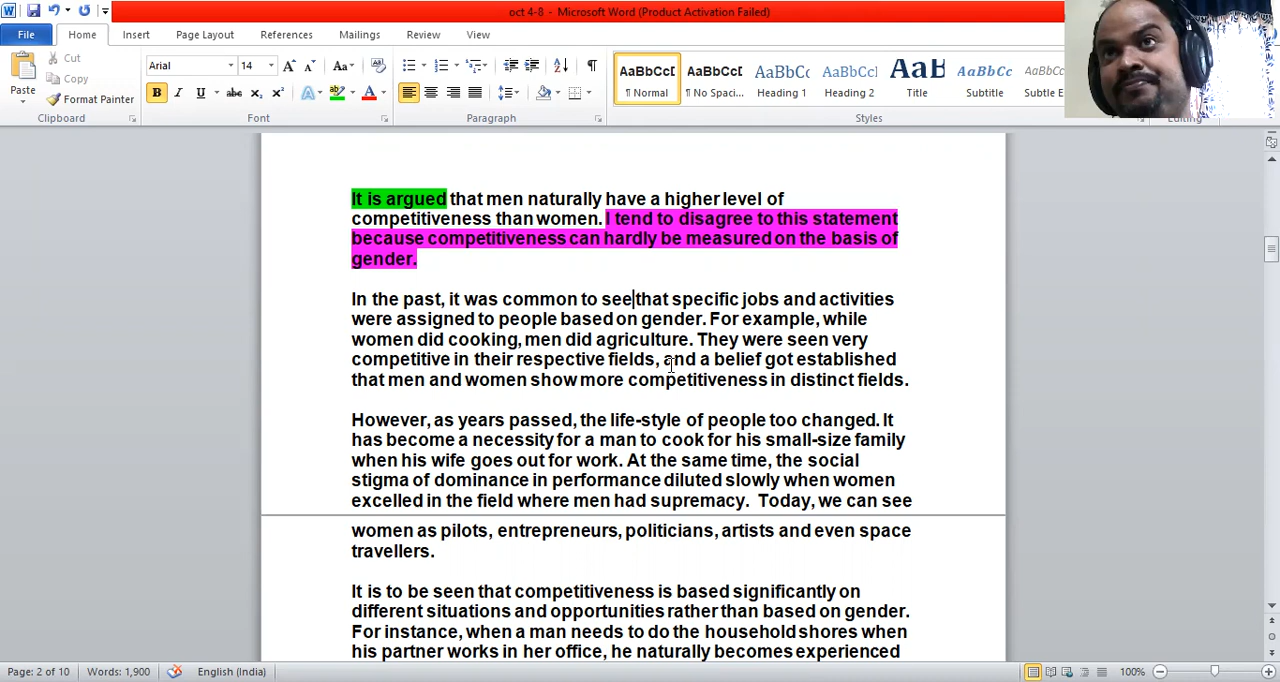 oct 4-8 - Microsoft Word (Product Activation Failed)
File Home Insert Page Layout References Mailings Review View
Paste
Cut
Copy
Format Painter
Clipboard
Arial 14
B I U abc X₂ X²
Font
Paragraph
AaBbCcD ¶ Normal
AaBbCcD ¶ No Spaci...
AaBbCc Heading 1
AaBbCc Heading 2
AaB Title
AaBbCc Subtitle
AaBbCc Subtle E
Styles
Editing
It is argued that men naturally have a higher level of
competitiveness than women. I tend to disagree to this statement
because competitiveness can hardly be measured on the basis of
gender.
In the past, it was common to see that specific jobs and activities
were assigned to people based on gender. For example, while
women did cooking, men did agriculture. They were seen very
competitive in their respective fields, and a belief got established
that men and women show more competitiveness in distinct fields.
However, as years passed, the life-style of people too changed. It
has become a necessity for a man to cook for his small-size family
when his wife goes out for work. At the same time, the social
stigma of dominance in performance diluted slowly when women
excelled in the field where men had supremacy. Today, we can see
women as pilots, entrepreneurs, politicians, artists and even space
travellers.
It is to be seen that competitiveness is based significantly on
different situations and opportunities rather than based on gender.
For instance, when a man needs to do the household shores when
his partner works in her office, he naturally becomes experienced
Page: 2 of 10 Words: 1,900 English (India) 100%